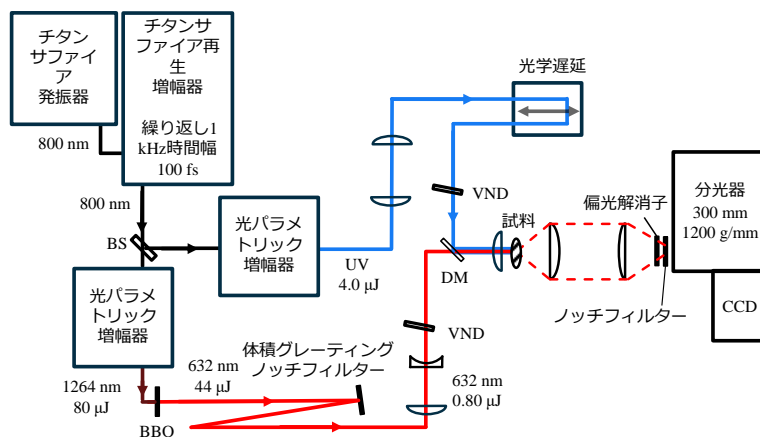 チタン
サファイ
ア
発振器
チタンサ
ファイア再
生
増幅器
繰り返し1
kHz時間幅
100 fs
800 nm
800 nm
BS
光パラメ
トリック
増幅器
UV
4.0 μJ
光学遅延
VND
DM
試料
偏光解消子
分光器
300 mm
1200 g/mm
ノッチフィルター
CCD
光パラメ
トリック
増幅器
1264 nm
80 μJ
BBO
632 nm
44 μJ
体積グレーティング
ノッチフィルター
VND
632 nm
0.80 μJ